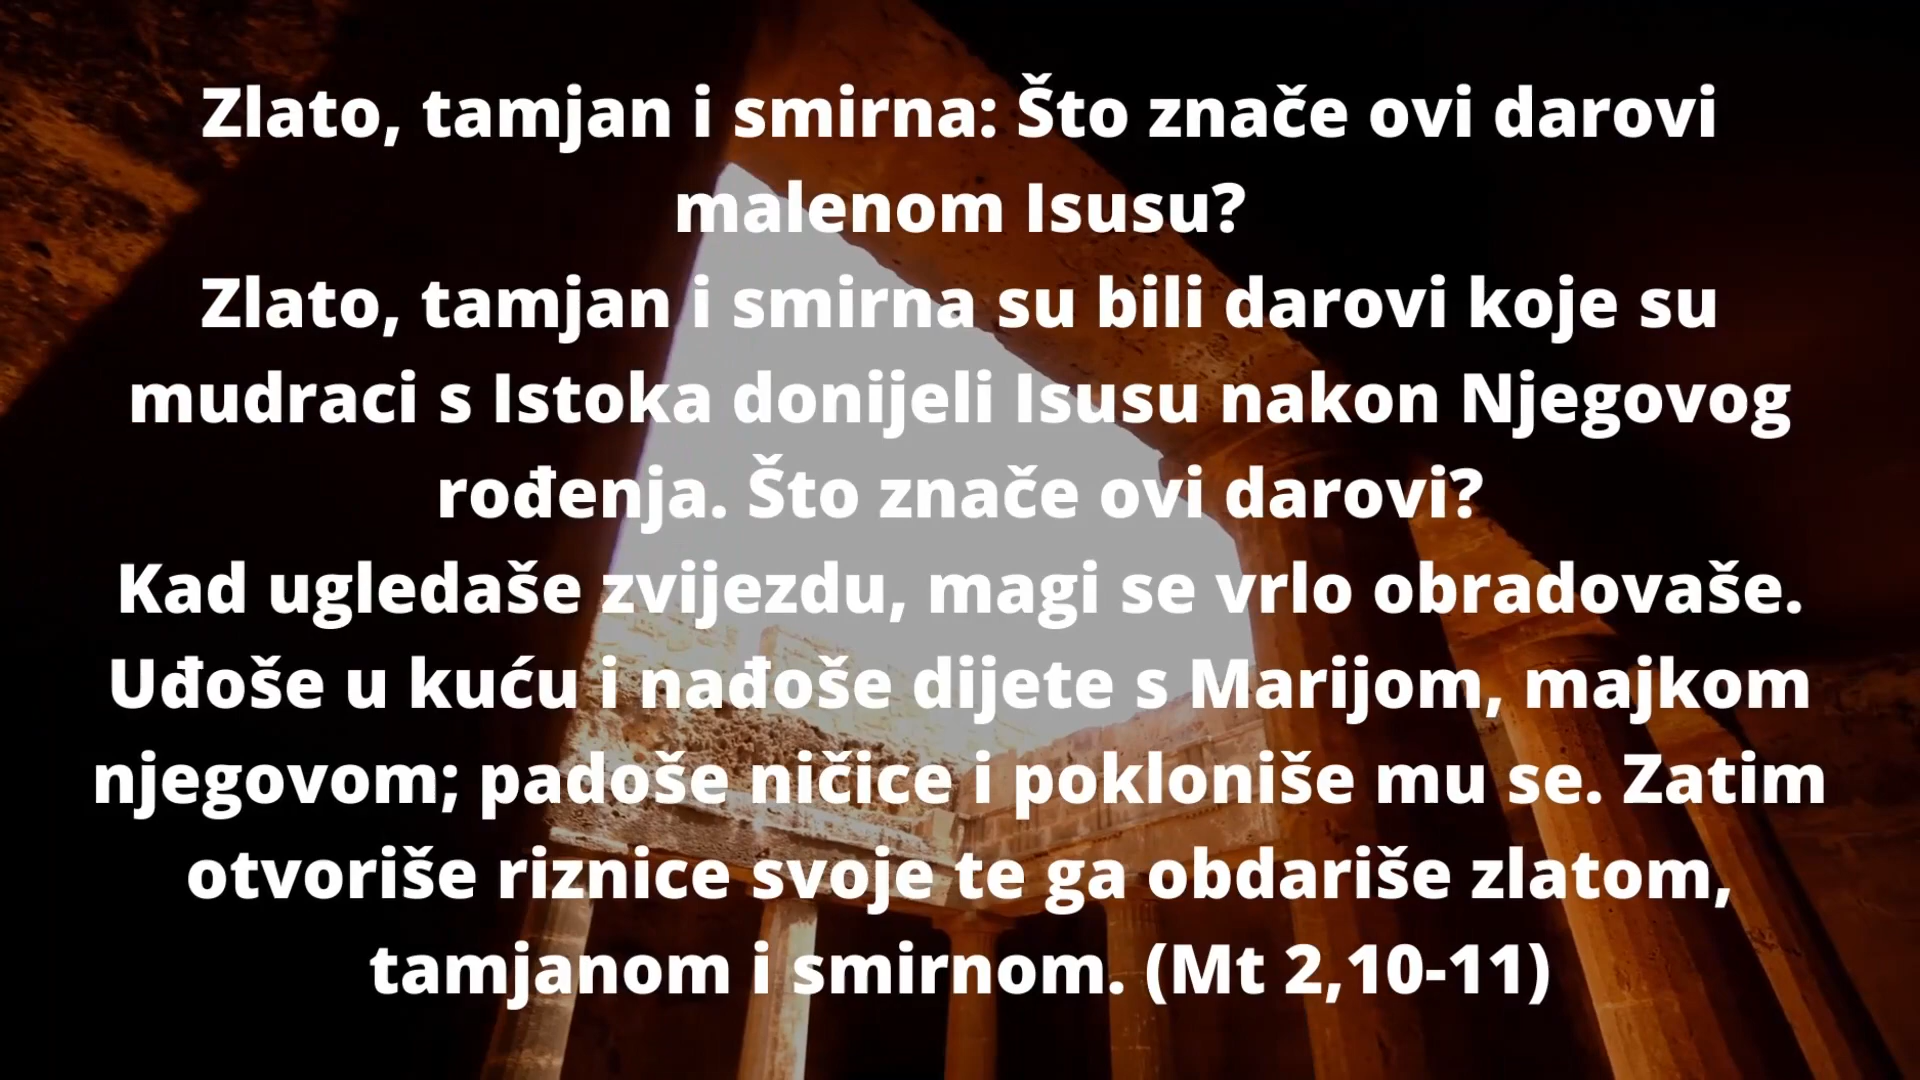 Zlato, tamjan i smirna: Što znače ovi darovi
malenom Isusu?
Zlato, tamjan i smirna su bili darovi koje su
mudraci s Istoka donijeli Isusu nakon Njegovog
rođenja. Što znače ovi darovi?
Kad ugledaše zvijezdu, magi se vrlo obradovaše.
Uđoše u kuću i nađoše dijete s Marijom, majkom
njegovom; padoše ničice i pokloniše mu se. Zatim
otvoriše riznice svoje te ga obdariše zlatom,
tamjanom i smirnom. (Mt 2,10-11)